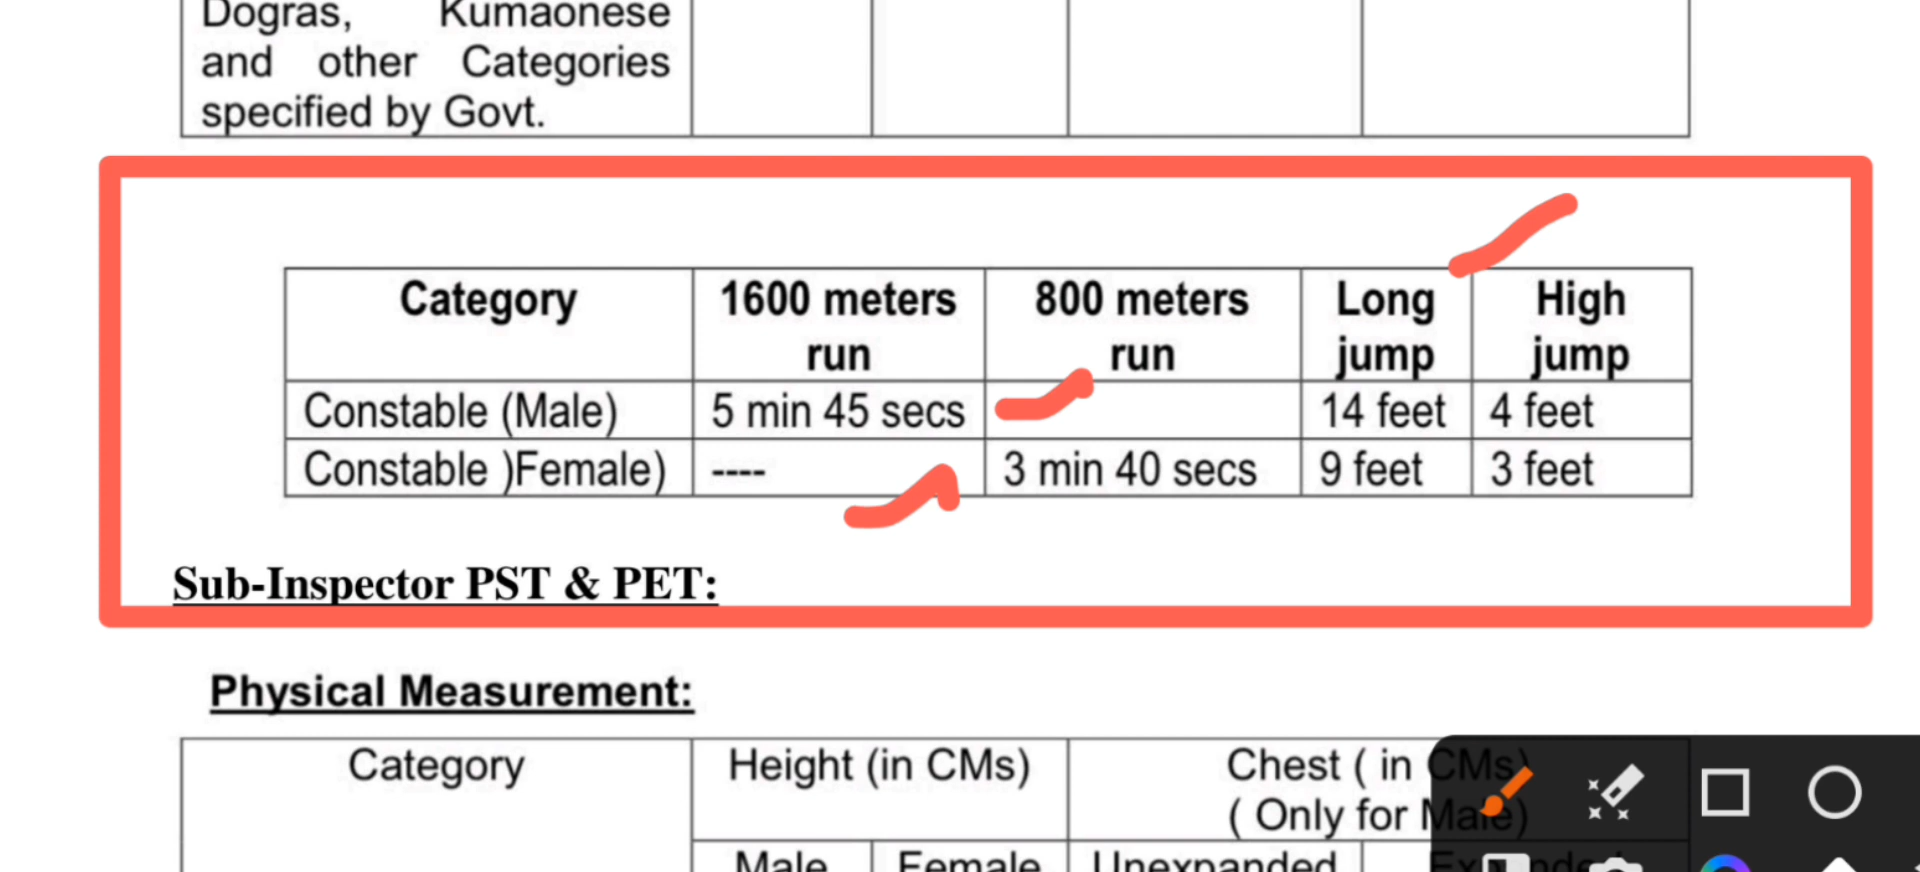 Dogras, Kumaonese
and other Categories
specified by Govt.
Category 1600 meters run 800 meters run Long jump High jump
Constable (Male) 5 min 45 secs 14 feet 4 feet
Constable )Female) ---- 3 min 40 secs 9 feet 3 feet
Sub-Inspector PST & PET:
Physical Measurement:
Category Height (in CMs) Chest ( in CMs)
( Only for Male)
Male Female Unexpanded Expanded